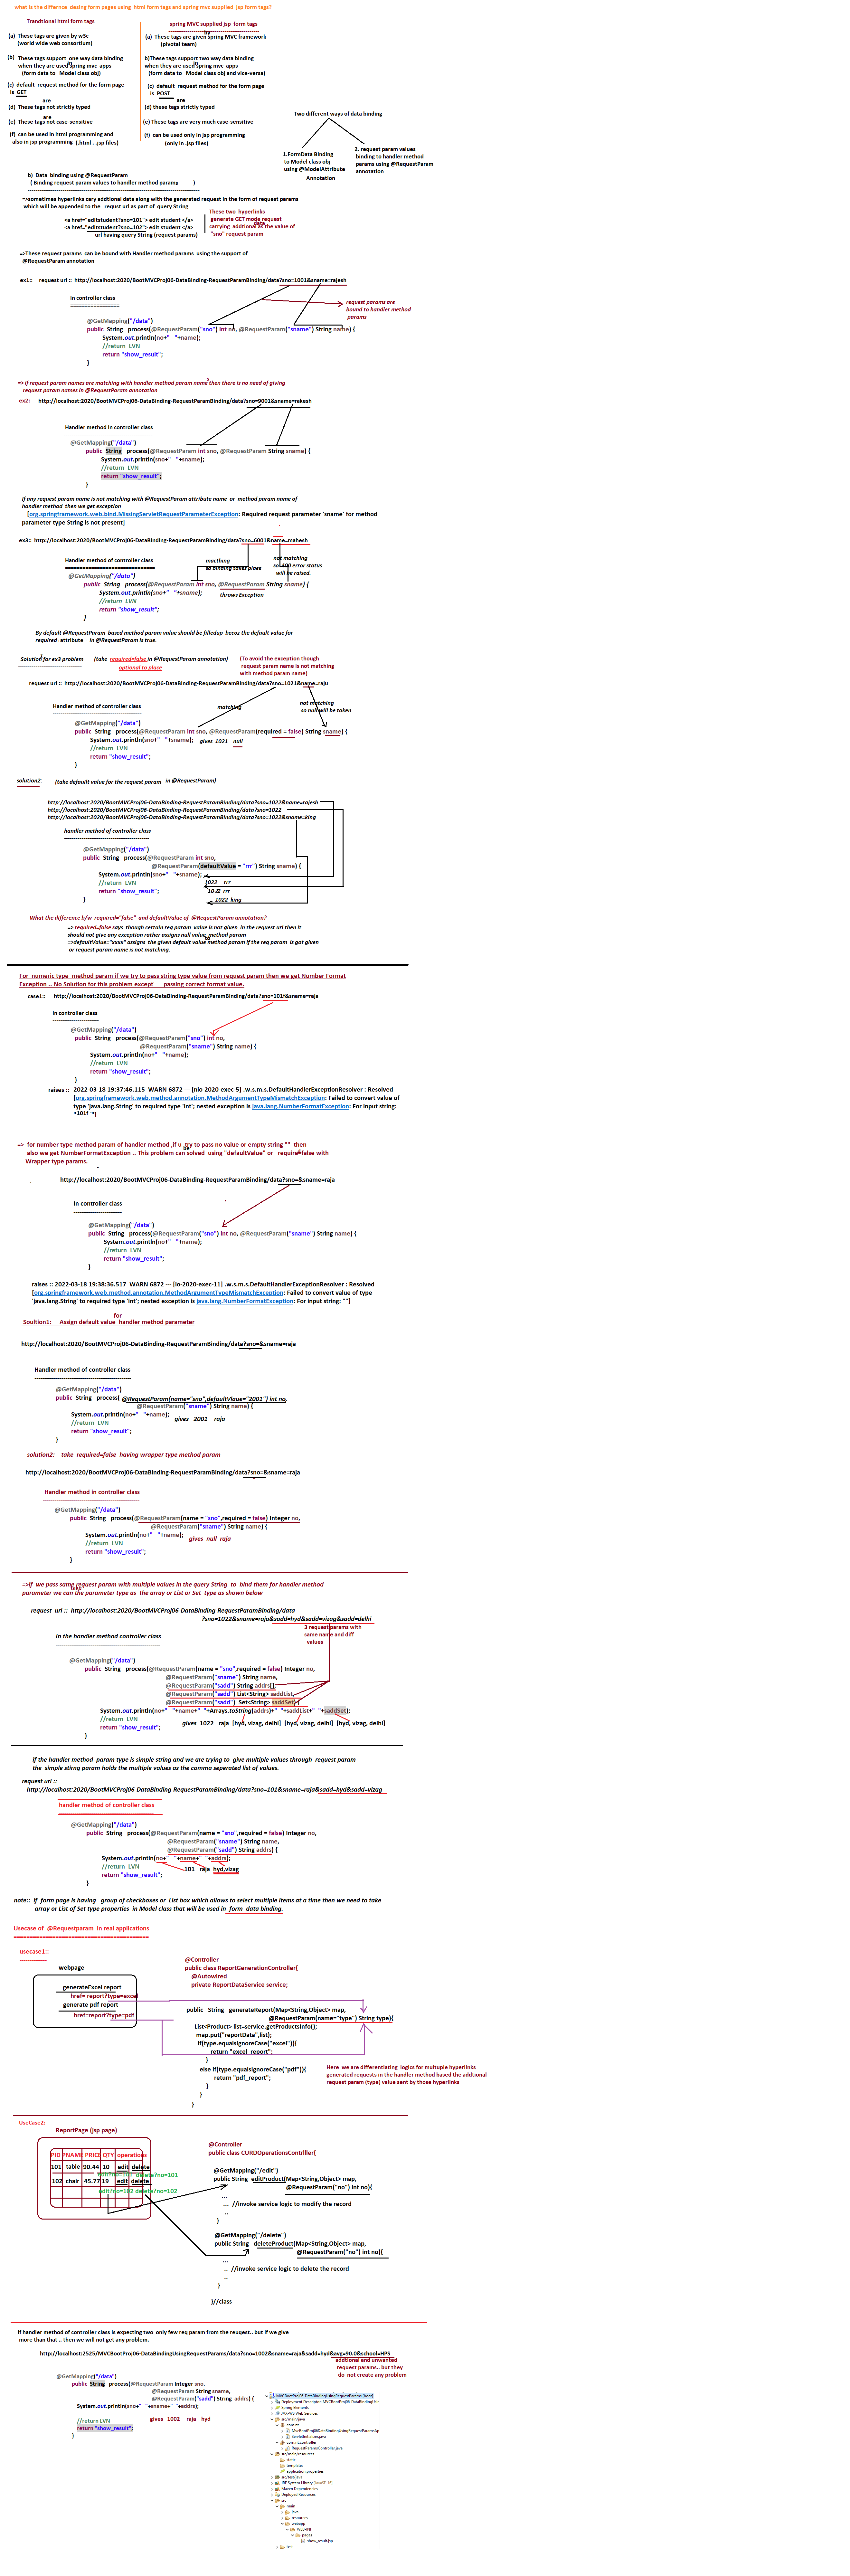 what is the differnce desing form pages using html form tags and spring mvc supplied jsp form tags?
Trandtional html form tags
-------------------------------
(a) These tags are given by w3c
(world wide web consortium)
(b) These tags support one way data binding
in
when they are used spring mvc apps
(form data to Model class obj)
(c) default request method for the form page
is GET
are
(d) These tags not strictly typed
are
(e) These tags not case-sensitive
(f) can be used in html programming and
also in jsp programming (.html , .jsp files)
spring MVC supplied jsp form tags
----------------------------------------
by
(a) These tags are given spring MVC framework
(pivotal team)
b)These tags support two way data binding
in
when they are used spring mvc apps
(form data to Model class obj and vice-versa)
(c) default request method for the form page
is POST
are
(d) these tags strictly typed
(e) These tags are very much case-sensitive
(f) can be used only in jsp programming
(only in .jsp files)
Two different ways of data binding
1.FormData Binding
to Model class obj
using @ModelAttribute
Annotation
2. request param values
binding to handler method
params using @RequestParam
annotation
b) Data binding using @RequestParam
( Binding request param values to handler method params )
--------------------------------------------------------------------------
=>sometimes hyperlinks cary addtional data along with the generated request in the form of request params
which will be appended to the requst url as part of query String
<a href="editstudent?sno=101"> edit student </a>
<a href="editstudent?sno=102"> edit student </a>
url having query String (request params)
These two hyperlinks
generate GET mode request
data
carrying addtional as the value of
"sno" request param
=>These request params can be bound with Handler method params using the support of
@RequestParam annotation
ex1:: request url :: http://localhost:2020/BootMVCProj06-DataBinding-RequestParamBinding/data?sno=1001&sname=rajesh
In controller class
=================
@GetMapping("/data")
public String process(@RequestParam("sno") int no, @RequestParam("sname") String name) {
System.out.println(no+" "+name);
//return LVN
return "show_result";
}
request params are
bound to handler method
params
s
=> if request param names are matching with handler method param name then there is no need of giving
request param names in @RequestParam annotation
ex2: http://localhost:2020/BootMVCProj06-DataBinding-RequestParamBinding/data?sno=9001&sname=rakesh
Handler method in controller class
---------------------------------------
@GetMapping("/data")
public String process(@RequestParam int sno, @RequestParam String sname) {
System.out.println(sno+" "+sname);
//return LVN
return "show_result";
}
If any request param name is not matching with @RequestParam attribute name or method param name of
handler method then we get exception
[org.springframework.web.bind.MissingServletRequestParameterException: Required request parameter 'sname' for method
parameter type String is not present]
ex3:: http://localhost:2020/BootMVCProj06-DataBinding-RequestParamBinding/data?sno=6001&name=mahesh
Handler method of controller class
==============================
@GetMapping("/data")
public String process(@RequestParam int sno, @RequestParam String sname) {
System.out.println(sno+" "+sname);
//return LVN
return "show_result";
}
macthing
so binding takes place
not matching
so 400 error status
will be raised.
throws Exception
By default @RequestParam based method param value should be filledup becoz the default value for
required attribute in @RequestParam is true.
1
Solution for ex3 problem (take required=false in @RequestParam annotation)
----------------------------
optional to place
(To avoid the exception though
request param name is not matching
with method param name)
request url :: http://localhost:2020/BootMVCProj06-DataBinding-RequestParamBinding/data?sno=1021&name=raju
Handler method of controller class
---------------------------------------
matching
not matching
so null will be taken
@GetMapping("/data")
public String process(@RequestParam int sno, @RequestParam(required = false) String sname) {
System.out.println(sno+" "+sname); gives 1021 null
//return LVN
return "show_result";
}
solution2: (take defauilt value for the request param in @RequestParam)
http://localhost:2020/BootMVCProj06-DataBinding-RequestParamBinding/data?sno=1022&name=rajesh
http://localhost:2020/BootMVCProj06-DataBinding-RequestParamBinding/data?sno=1022
http://localhost:2020/BootMVCProj06-DataBinding-RequestParamBinding/data?sno=1022&sname=king
handler method of controller class
--------------------------------------
@GetMapping("/data")
public String process(@RequestParam int sno,
@RequestParam(defaultValue = "rrr") String sname) {
System.out.println(sno+" "+sname);
//return LVN
return "show_result";
}
1022 rrr
1022 rrr
1022 king
What the difference b/w required="false" and defaultValue of @RequestParam annotation?
=> required=false says though certain req param value is not given in the request url then it
should not give any exception rather assigns null value method param
to
=>defaultValue="xxxx" assigns the given default value method param if the req param is got given
or request param name is not matching.
For numeric type method param if we try to pass string type value from request param then we get Number Format
Exception .. No Solution for this problem except passing correct format value.
case1:: http://localhost:2020/BootMVCProj06-DataBinding-RequestParamBinding/data?sno=101f&sname=raja
In controller class
--------------------
@GetMapping("/data")
public String process(@RequestParam("sno") int no,
@RequestParam("sname") String name) {
System.out.println(no+" "+name);
//return LVN
return "show_result";
}
raises :: 2022-03-18 19:37:46.115 WARN 6872 --- [nio-2020-exec-5] .w.s.m.s.DefaultHandlerExceptionResolver : Resolved
[org.springframework.web.method.annotation.MethodArgumentTypeMismatchException: Failed to convert value of
type 'java.lang.String' to required type 'int'; nested exception is java.lang.NumberFormatException: For input string:
"101f "]
=> for number type method param of handler method ,if u try to pass no value or empty string "" then
be
also we get NumberFormatException .. This problem can solved using "defaultValue" or require=false with
Wrapper type params.
http://localhost:2020/BootMVCProj06-DataBinding-RequestParamBinding/data?sno=&sname=raja
In controller class
---------------------
@GetMapping("/data")
public String process(@RequestParam("sno") int no, @RequestParam("sname") String name) {
System.out.println(no+" "+name);
//return LVN
return "show_result";
}
raises :: 2022-03-18 19:38:36.517 WARN 6872 --- [io-2020-exec-11] .w.s.m.s.DefaultHandlerExceptionResolver : Resolved
[org.springframework.web.method.annotation.MethodArgumentTypeMismatchException: Failed to convert value of type
'java.lang.String' to required type 'int'; nested exception is java.lang.NumberFormatException: For input string: ""]
for
Soultion1: Assign default value handler method parameter
http://localhost:2020/BootMVCProj06-DataBinding-RequestParamBinding/data?sno=&sname=raja
Handler method of controller class
------------------------------------------
@GetMapping("/data")
public String process( @RequestParam(name="sno",defaultVlaue="2001") int no,
@RequestParam("sname") String name) {
System.out.println(no+" "+name); gives 2001 raja
//return LVN
return "show_result";
}
solution2: take required=false having wrapper type method param
http://localhost:2020/BootMVCProj06-DataBinding-RequestParamBinding/data?sno=&sname=raja
Handler method in controller class
------------------------------------------
@GetMapping("/data")
public String process(@RequestParam(name = "sno",required = false) Integer no,
@RequestParam("sname") String name) {
System.out.println(no+" "+name); gives null raja
//return LVN
return "show_result";
}
=>if we pass same request param with multiple values in the query String to bind them for handler method
take
parameter we can the parameter type as the array or List or Set type as shown below
request url :: http://localhost:2020/BootMVCProj06-DataBinding-RequestParamBinding/data
?sno=1022&sname=raja&sadd=hyd&sadd=vizag&sadd=delhi
3 request params with
same name and diff
values
In the handler method controller class
----------------------------------------------
@GetMapping("/data")
public String process(@RequestParam(name = "sno",required = false) Integer no,
@RequestParam("sname") String name,
@RequestParam("sadd") String addrs[],
@RequestParam("sadd") List<String> saddList,
@RequestParam("sadd") Set<String> saddSet) {
System.out.println(no+" "+name+" "+Arrays.toString(addrs)+" "+saddList+" "+saddSet);
//return LVN
return "show_result";
}
gives 1022 raja [hyd, vizag, delhi] [hyd, vizag, delhi] [hyd, vizag, delhi]
if the handler method param type is simple string and we are trying to give multiple values through request param
the simple stirng param holds the multiple values as the comma seperated list of values.
request url ::
http://localhost:2020/BootMVCProj06-DataBinding-RequestParamBinding/data?sno=101&sname=raja&sadd=hyd&sadd=vizag
handler method of controller class
@GetMapping("/data")
public String process(@RequestParam(name = "sno",required = false) Integer no,
@RequestParam("sname") String name,
@RequestParam("sadd") String addrs) {
System.out.println(no+" "+name+" "+addrs);
//return LVN
return "show_result";
}
101 raja hyd,vizag
note:: if form page is having group of checkboxes or List box which allows to select multiple items at a time then we need to take
array or List of Set type properties in Model class that will be used in form data binding.
Usecase of @Requestparam in real applications
==========================================
usecase1::
------------
webpage
generateExcel report
href= report?type=excel
generate pdf report
href=report?type=pdf
@Controller
public class ReportGenerationController{
@Autowired
private ReportDataService service;
public String generateReport(Map<String,Object> map,
@RequestParam(name="type") String type){
List<Product> list=service.getProductsInfo();
map.put("reportData",list);
if(type.equalsIgnoreCase("excel")){
return "excel_report";
}
else if(type.equalsIgnoreCase("pdf")){
return "pdf_report";
}
}
}
Here we are differentiating logics for multuple hyperlinks
generated requests in the handler method based the addtional
request param (type) value sent by those hyperlinks
UseCase2:
ReportPage (jsp page)
PID PNAME PRICE QTY operations
101 table 90.44 10 edit delete
delete?no=101
102 chair 45.77 19 edit delete
edit?no=102 delete?no=102
@Controller
public class CURDOperationsContrlller{
@GetMapping("/edit")
public String editProduct(Map<String,Object> map,
@RequestParam("no") int no){
...
... //invoke service logic to modify the record
..
}
@GetMapping("/delete")
public String deleteProduct(Map<String,Object> map,
@RequestParam("no") int no){
...
... //invoke service logic to delete the record
..
}
}//class
if handler method of controller class is expecting two only few req param from the reuqest.. but if we give
more than that .. then we will not get any problem.
http://localhost:2525/MVCBootProj06-DataBindingUsingRequestParams/data?sno=1002&sname=raja&sadd=hyd&avg=90.0&school=HPS
addtional and unwanted
request params.. but they
do not create any problem
@GetMapping("/data")
public String process(@RequestParam Integer sno,
@RequestParam String sname,
@RequestParam("sadd") String addrs) {
System.out.println(sno+" "+sname+" "+addrs);
//return LVN
return "show_result";
}
gives 1002 raja hyd
MVCBootProj06-DataBindingUsingRequestParams [boot]
Deployment Descriptor: MVCBootProj06-DataBindingUsin
Spring Elements
JAX-WS Web Services
src/main/java
com.nt
MvcBootProj06DataBindingUsingRequestParamsAp
ServletInitializer.java
com.nt.controller
RequestParamsController.java
src/main/resources
static
templates
application.properties
src/test/java
JRE System Library
Maven Dependencies
Deployed Resources
src
main
java
resources
webapp
WEB-INF
pages
show_result.jsp
test